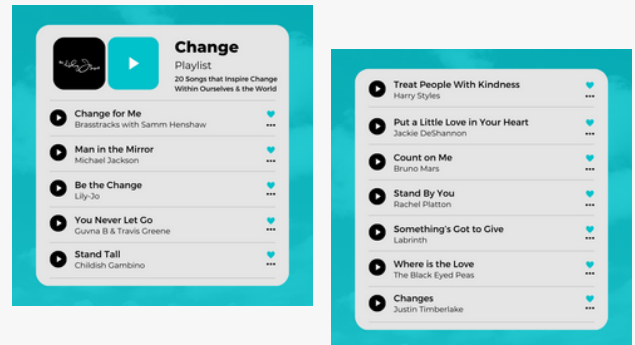 Change
Playlist
20 Songs that Inspire Change
Within Ourselves & the World
Change for Me
Brasstracks with Samm Henshaw
Man in the Mirror
Michael Jackson
Be the Change
Lily-Jo
You Never Let Go
Guvna B & Travis Greene
Stand Tall
Childish Gambino
Treat People With Kindness
Harry Styles
Put a Little Love in Your Heart
Jackie DeShannon
Count on Me
Bruno Mars
Stand By You
Rachel Platton
Something's Got to Give
Labrinth
Where is the Love
The Black Eyed Peas
Changes
Justin Timberlake